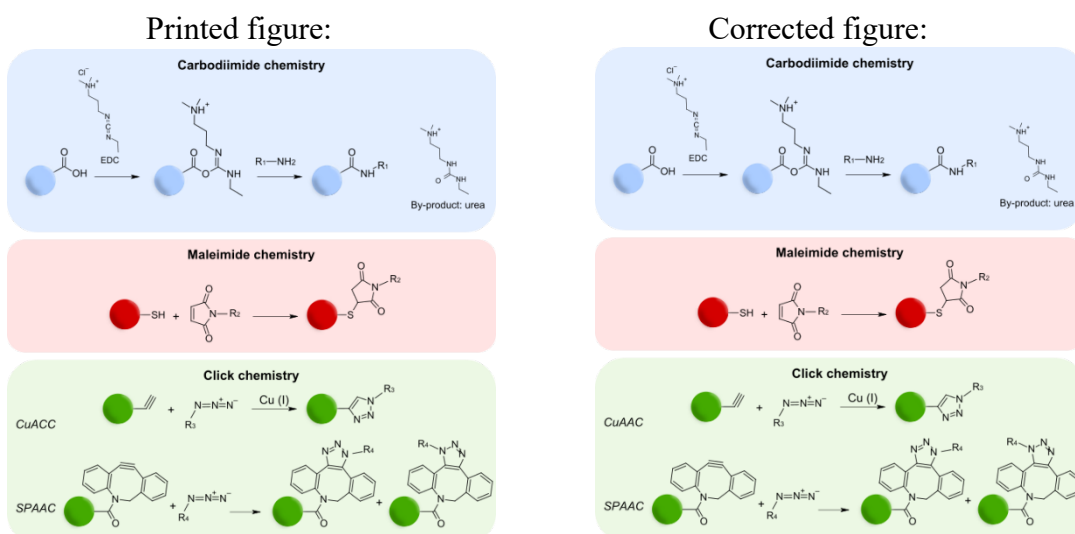 Printed figure:
Carbodiimide chemistry
Cl⁻
NH⁺
N
C
N
EDC
O
OH
NH⁺
O
N
O
NH
R₁—NH₂
O
NH
R₁
NH⁺
NH
O
NH
By-product: urea
Maleimide chemistry
SH
+
O
N—R₂
O
S
O
N
R₂
O
Click chemistry
CuACC
+
N=N=N
+
−
R₃
Cu (I)
R₃
N
N
N
SPAAC
N
O
+
N=N=N
+
−
R₄
N
N
N
R₄
N
O
+
R₄
N
N
N
N
O
Corrected figure:
Carbodiimide chemistry
Cl⁻
NH⁺
N
C
N
EDC
O
OH
NH⁺
O
N
O
NH
R₁—NH₂
O
NH
R₁
NH⁺
NH
O
NH
By-product: urea
Maleimide chemistry
SH
+
O
N—R₂
O
S
O
N
R₂
O
Click chemistry
CuAAC
+
N=N=N
+
−
R₃
Cu (I)
R₃
N
N
N
SPAAC
N
O
+
N=N=N
+
−
R₄
N
N
N
R₄
N
O
+
R₄
N
N
N
N
O